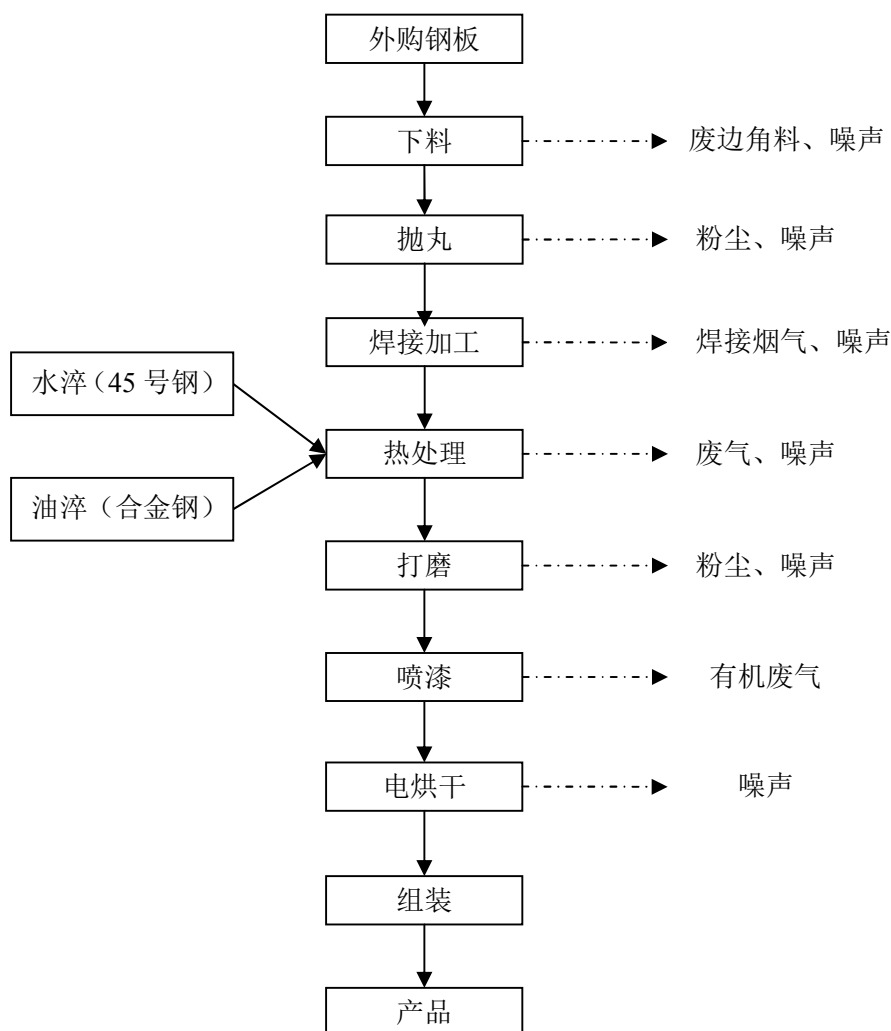 外购钢板
下料
废边角料、噪声
抛丸
粉尘、噪声
焊接加工
焊接烟气、噪声
水淬（45 号钢）
热处理
废气、噪声
油淬（合金钢）
打磨
粉尘、噪声
喷漆
有机废气
电烘干
噪声
组装
产品